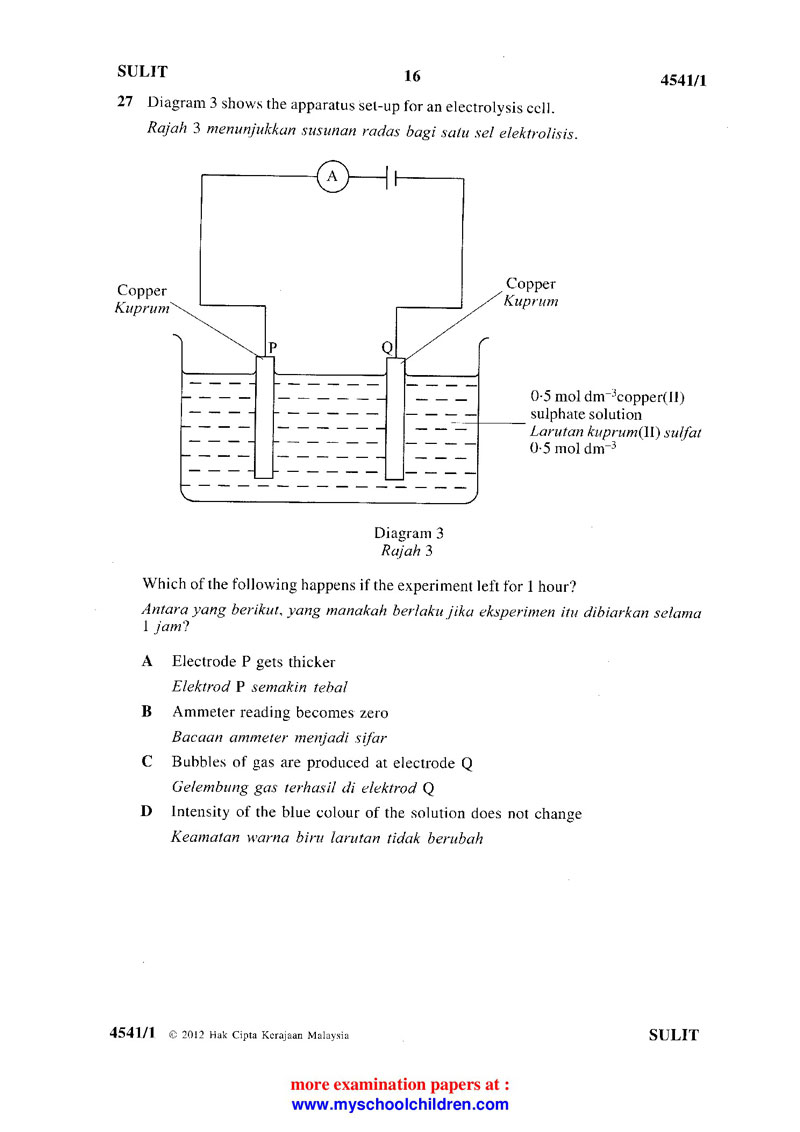 SULIT
16
4541/1
27 Diagram 3 shows the apparatus set-up for an electrolysis cell.
Rajah 3 menunjukkan susunan radas bagi satu sel elektrolisis.
A
Copper
Kuprum
Copper
Kuprum
P
Q
0·5 mol dm⁻³copper(II)
sulphate solution
Larutan kuprum(II) sulfat
0·5 mol dm⁻³
Diagram 3
Rajah 3
Which of the following happens if the experiment left for 1 hour?
Antara yang berikut, yang manakah berlaku jika eksperimen itu dibiarkan selama
1 jam?
A Electrode P gets thicker
Elektrod P semakin tebal
B Ammeter reading becomes zero
Bacaan ammeter menjadi sifar
C Bubbles of gas are produced at electrode Q
Gelembung gas terhasil di elektrod Q
D Intensity of the blue colour of the solution does not change
Keamatan warna biru larutan tidak berubah
4541/1 © 2012 Hak Cipta Kerajaan Malaysia
SULIT
more examination papers at :
www.myschoolchildren.com